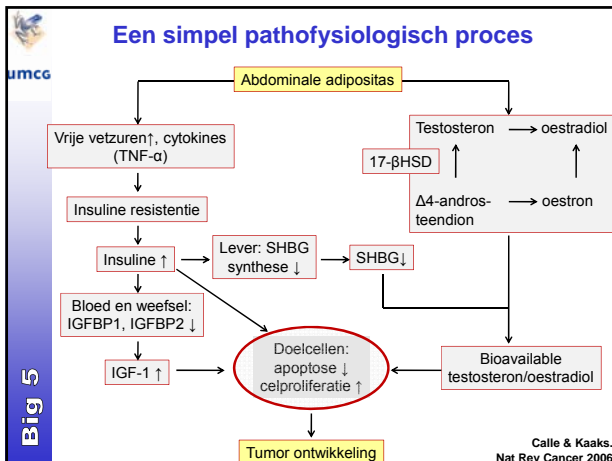 Een simpel pathofysiologisch proces
umcg
Abdominale adipositas
Vrije vetzuren↑, cytokines
(TNF-α)
Testosteron → oestradiol
17-βHSD
Δ4-andros-
teendion → oestron
Insuline resistentie
Insuline ↑
Lever: SHBG
synthese ↓
SHBG↓
Bloed en weefsel:
IGFBP1, IGFBP2 ↓
IGF-1 ↑
Doelcellen:
apoptose ↓
celproliferatie ↑
Bioavailable
testosteron/oestradiol
Tumor ontwikkeling
Big 5
Calle & Kaaks.
Nat Rev Cancer 2006